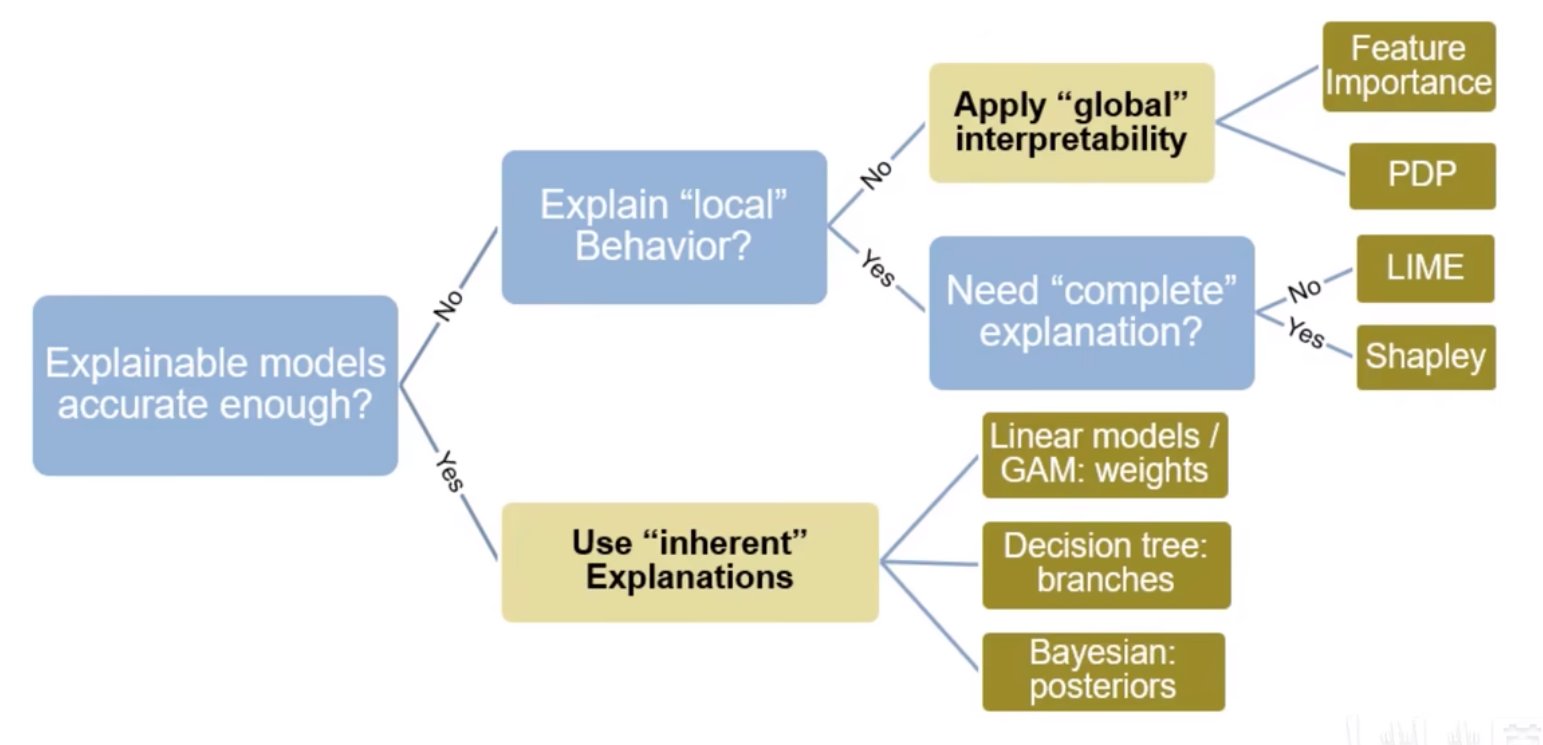 Explainable models
accurate enough?
No
Yes
Explain “local”
Behavior?
No
Yes
Apply “global”
interpretability
Feature
Importance
PDP
Need “complete”
explanation?
No
Yes
LIME
Shapley
Use “inherent”
Explanations
Linear models /
GAM: weights
Decision tree:
branches
Bayesian:
posteriors